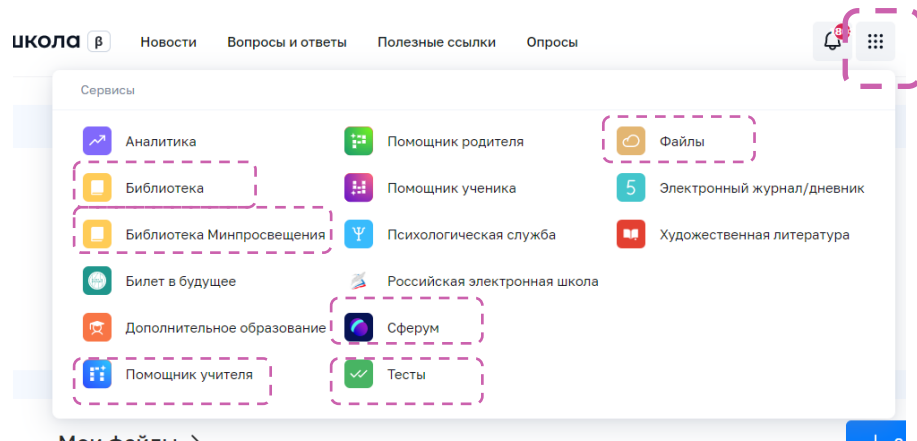 школа β Новости Вопросы и ответы Полезные ссылки Опросы
Сервисы
Аналитика Помощник родителя Файлы
Библиотека Помощник ученика 5 Электронный журнал/дневник
Библиотека Минпросвещения Ψ Психологическая служба Художественная литература
Билет в будущее Российская электронная школа
Дополнительное образование Сферум
Помощник учителя Тесты
Мои файлы >